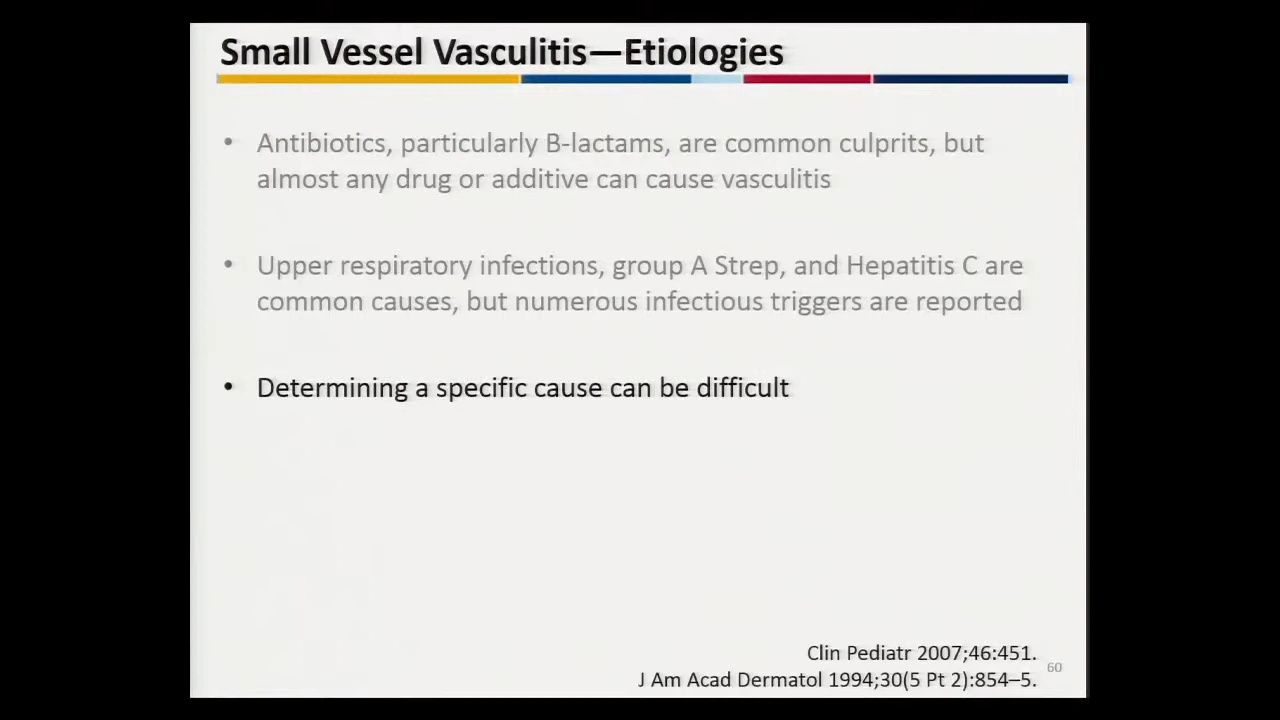 Small Vessel Vasculitis—Etiologies
• Antibiotics, particularly B-lactams, are common culprits, but
almost any drug or additive can cause vasculitis
• Upper respiratory infections, group A Strep, and Hepatitis C are
common causes, but numerous infectious triggers are reported
• Determining a specific cause can be difficult
Clin Pediatr 2007;46:451.
60
J Am Acad Dermatol 1994;30(5 Pt 2):854–5.